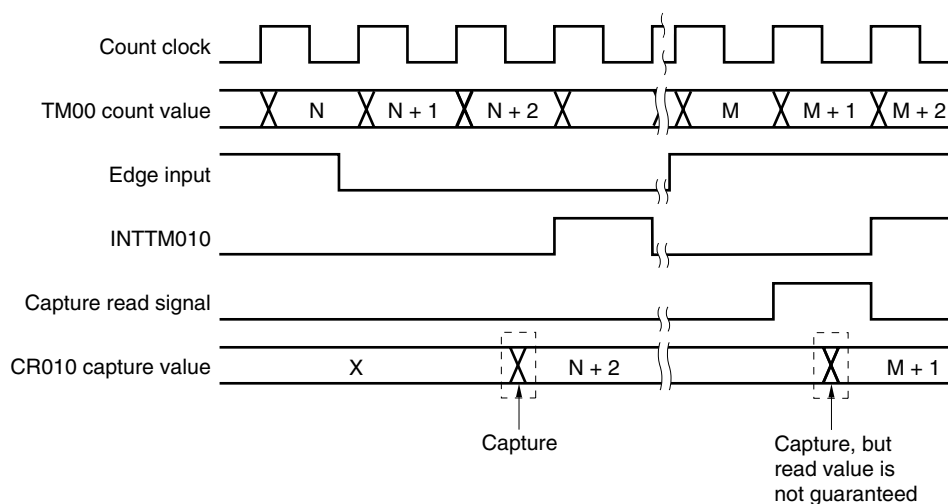 Count clock
TM00 count value N N + 1 N + 2 M M + 1 M + 2
Edge input
INTTM010
Capture read signal
CR010 capture value X N + 2 M + 1
Capture
Capture, but
read value is
not guaranteed